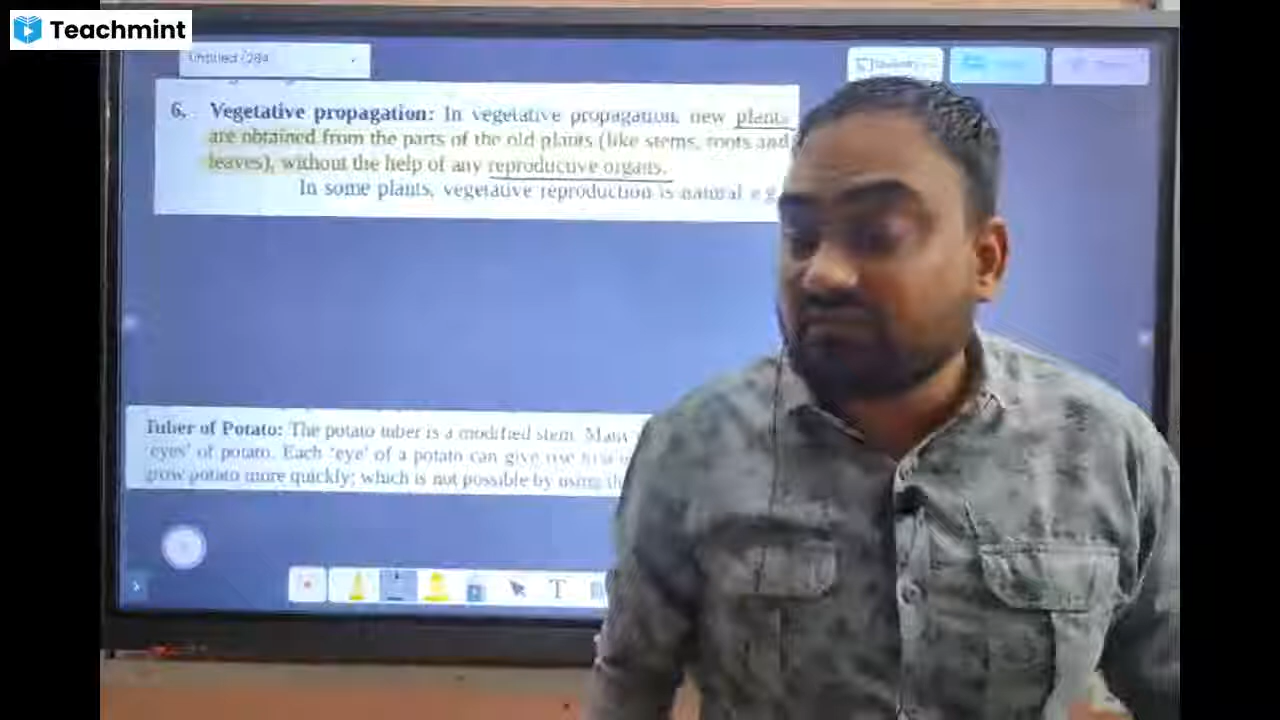 Teachmint
Untitled
6. Vegetative propagation: In vegetative propagation, new plants
are obtained from the parts of the old plants (like stems, roots and
leaves), without the help of any reproductive organs.
In some plants, vegetative reproduction is natural e.g.
Tuber of Potato: The potato tuber is a modified stem. Many
'eyes' of potato. Each 'eye' of a potato can give rise
grow potato more quickly; which is not possible by using
T